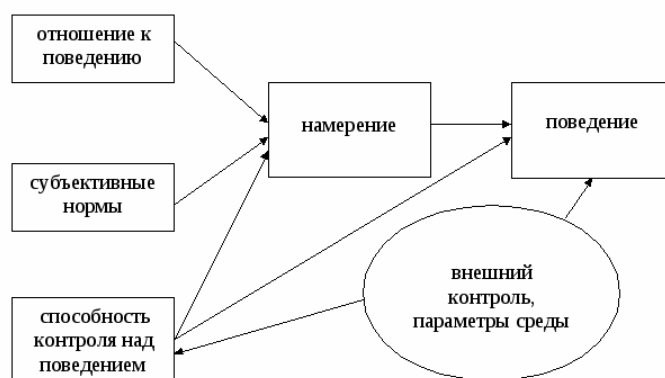 отношение к
поведению
намерение
поведение
субъективные
нормы
внешний
контроль,
параметры среды
способность
контроля над
поведением